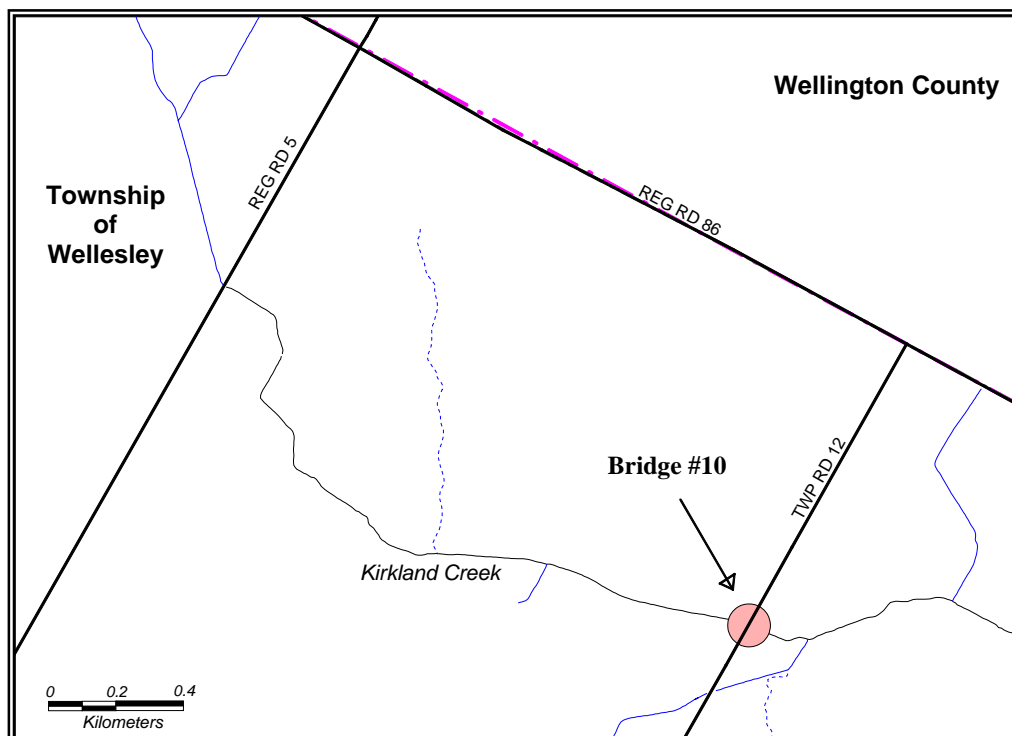 Wellington County
REG RD 5
Township
of
Wellesley
REG RD 86
Bridge #10
TWP RD 12
Kirkland Creek
0 0.2 0.4
Kilometers